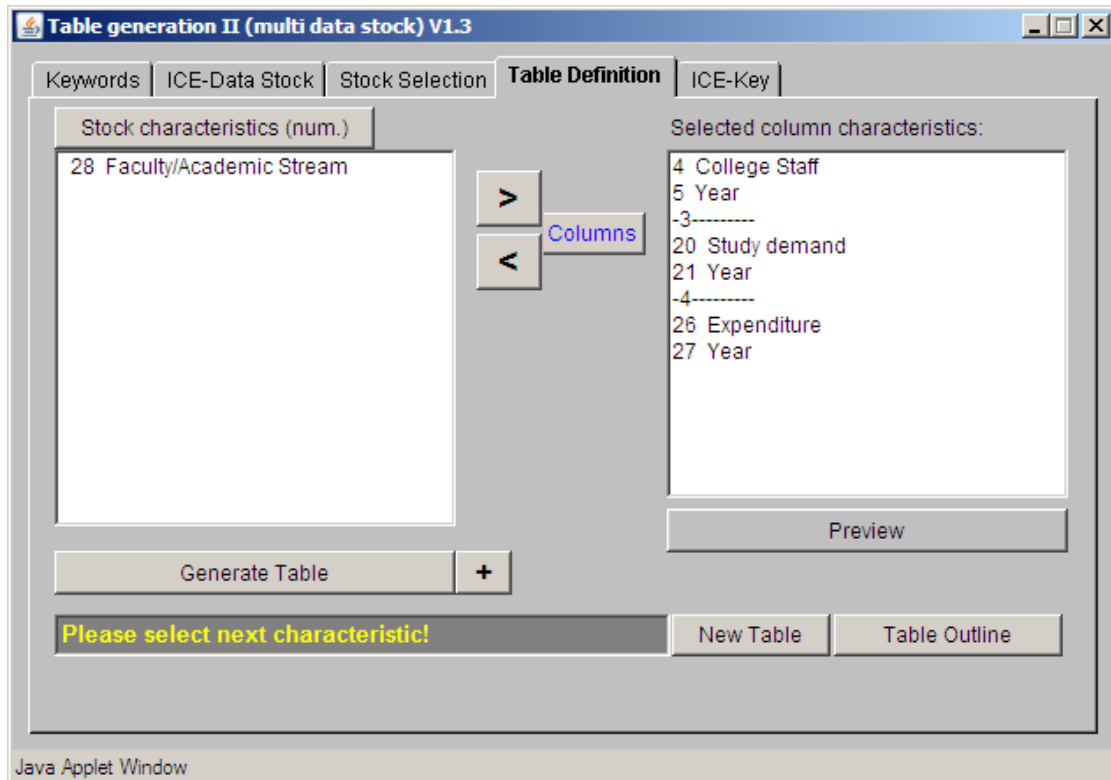 Table generation II (multi data stock) V1.3
Keywords ICE-Data Stock Stock Selection Table Definition ICE-Key
Stock characteristics (num.)
28 Faculty/Academic Stream
>
<
Columns
Selected column characteristics:
4 College Staff
5 Year
-3---------
20 Study demand
21 Year
-4---------
26 Expenditure
27 Year
Preview
Generate Table +
Please select next characteristic! New Table Table Outline
Java Applet Window